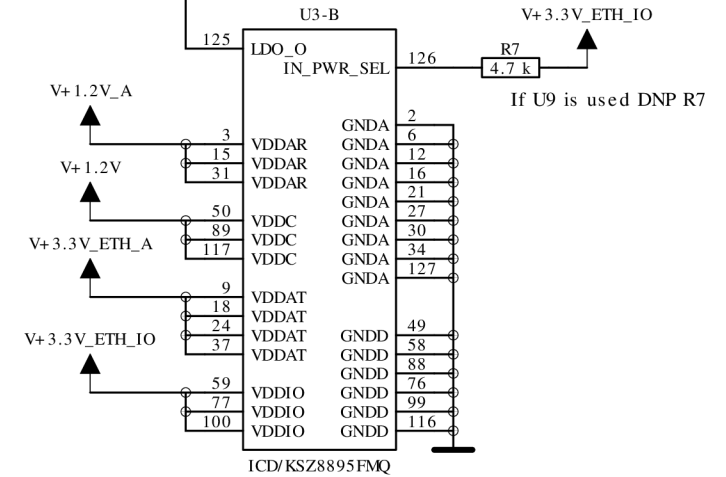 U3-B
V+3.3V_ETH_IO
125
LDO_O
IN_PWR_SEL
126
R7
4.7 k
If U9 is used DNP R7
V+1.2V_A
GNDA
2
3
VDDAR
GNDA
6
15
VDDAR
GNDA
12
V+1.2V
31
VDDAR
GNDA
16
GNDA
21
50
VDDC
GNDA
27
89
VDDC
GNDA
30
V+3.3V_ETH_A
117
VDDC
GNDA
34
GNDA
127
9
VDDAT
18
VDDAT
24
VDDAT
GNDD
49
V+3.3V_ETH_IO
37
VDDAT
GNDD
58
GNDD
88
59
VDDIO
GNDD
76
77
VDDIO
GNDD
99
100
VDDIO
GNDD
116
ICD/KSZ8895FMQ